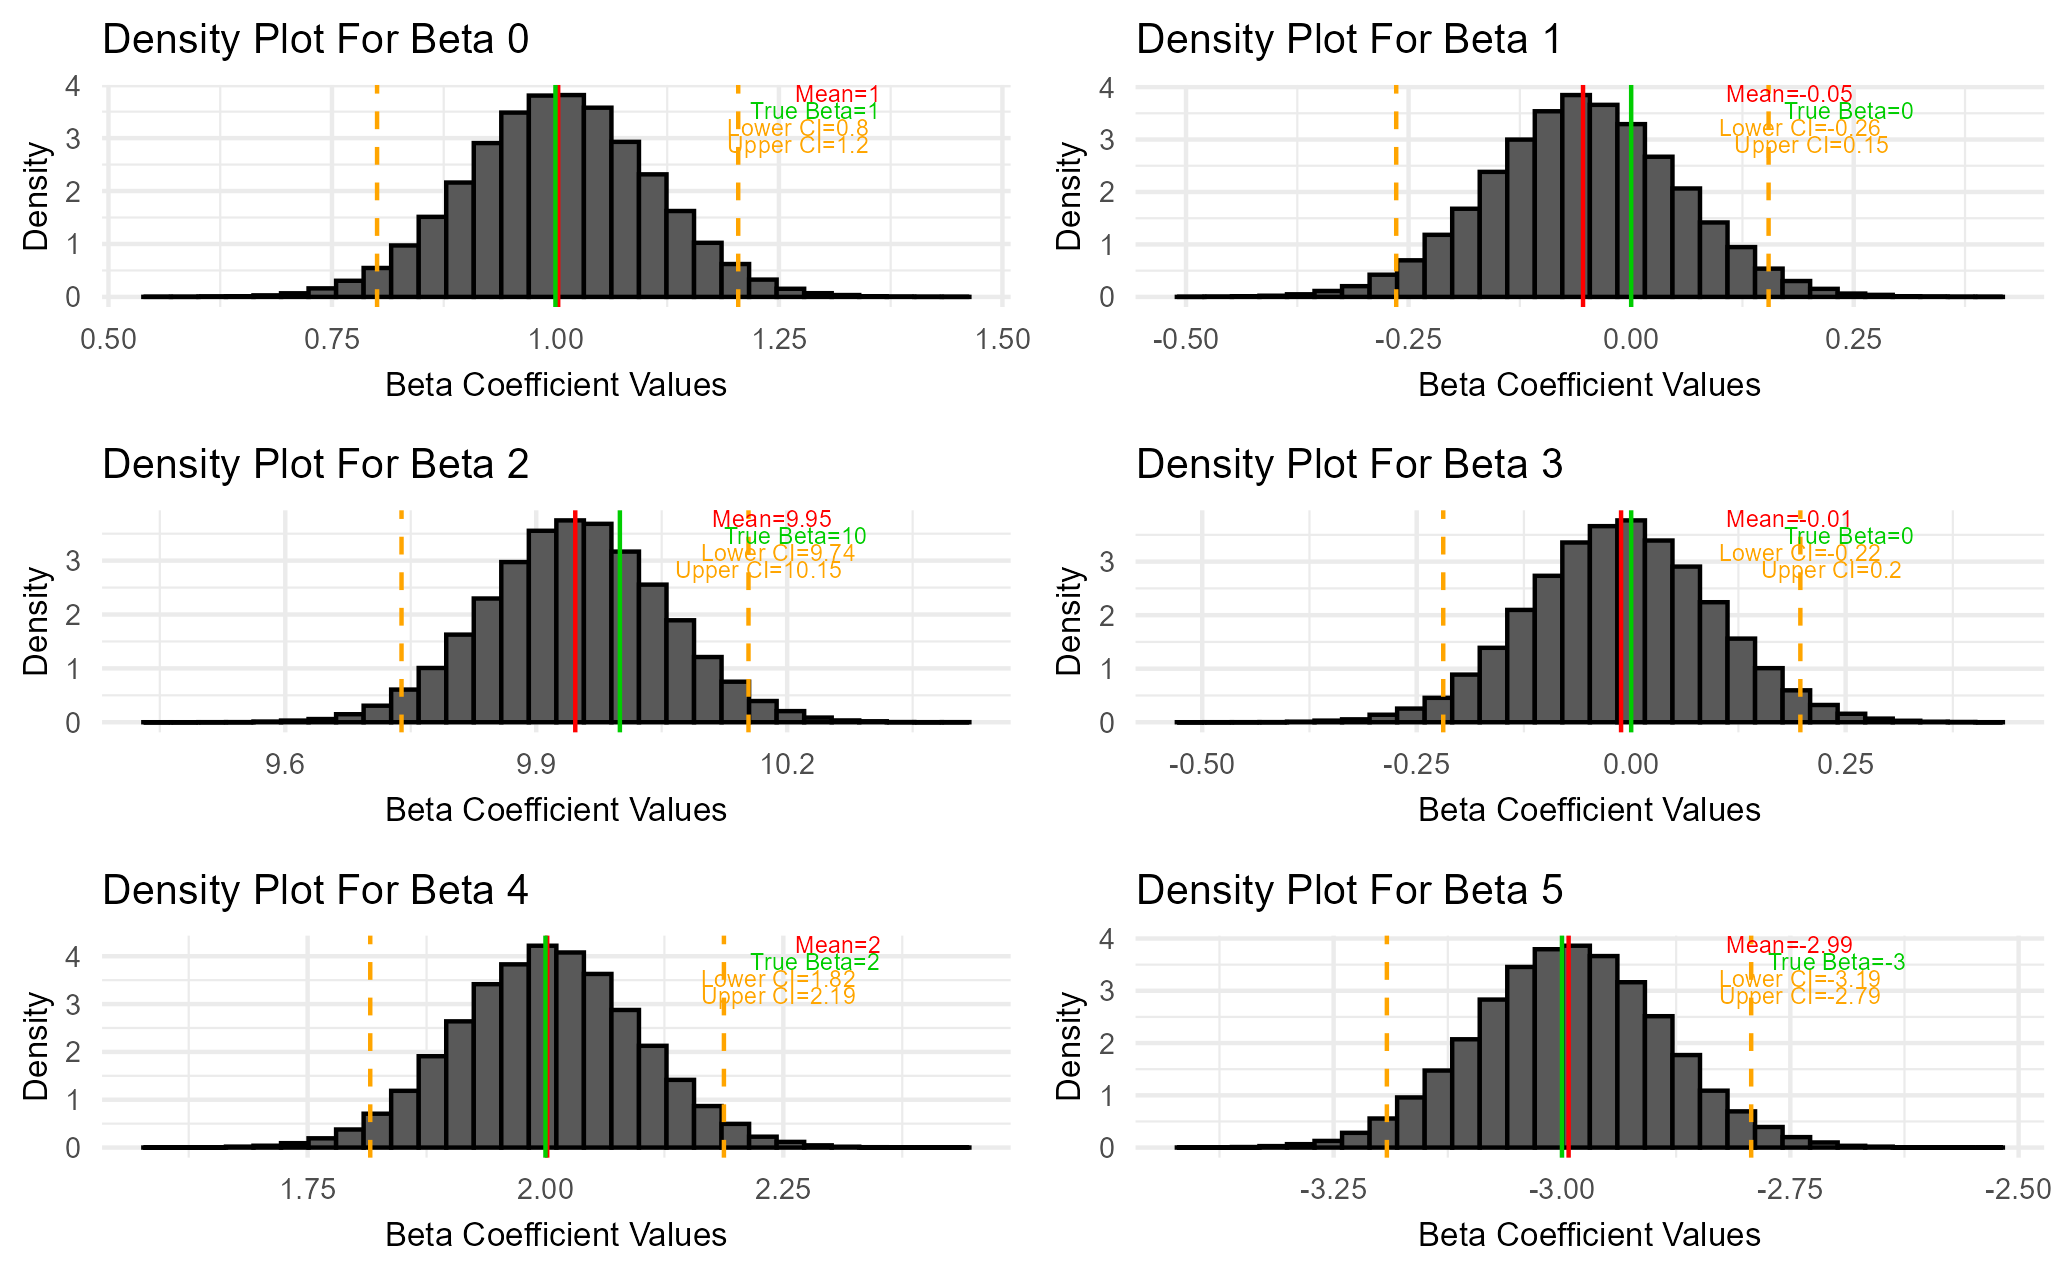 Density Plot For Beta 0
Density
4
3
2
1
0
Mean=1
True Beta=1
Lower CI=0.8
Upper CI=1.2
0.50 0.75 1.00 1.25 1.50
Beta Coefficient Values
Density Plot For Beta 1
Density
4
3
2
1
0
Mean=-0.05
True Beta=0
Lower CI=-0.26
Upper CI=0.15
-0.50 -0.25 0.00 0.25
Beta Coefficient Values
Density Plot For Beta 2
Density
3
2
1
0
Mean=9.95
True Beta=10
Lower CI=9.74
Upper CI=10.15
9.6 9.9 10.2
Beta Coefficient Values
Density Plot For Beta 3
Density
3
2
1
0
Mean=-0.01
True Beta=0
Lower CI=-0.22
Upper CI=0.2
-0.50 -0.25 0.00 0.25
Beta Coefficient Values
Density Plot For Beta 4
Density
4
3
2
1
0
Mean=2
True Beta=2
Lower CI=1.82
Upper CI=2.19
1.75 2.00 2.25
Beta Coefficient Values
Density Plot For Beta 5
Density
4
3
2
1
0
Mean=-2.99
True Beta=-3
Lower CI=-3.19
Upper CI=-2.79
-3.25 -3.00 -2.75 -2.50
Beta Coefficient Values